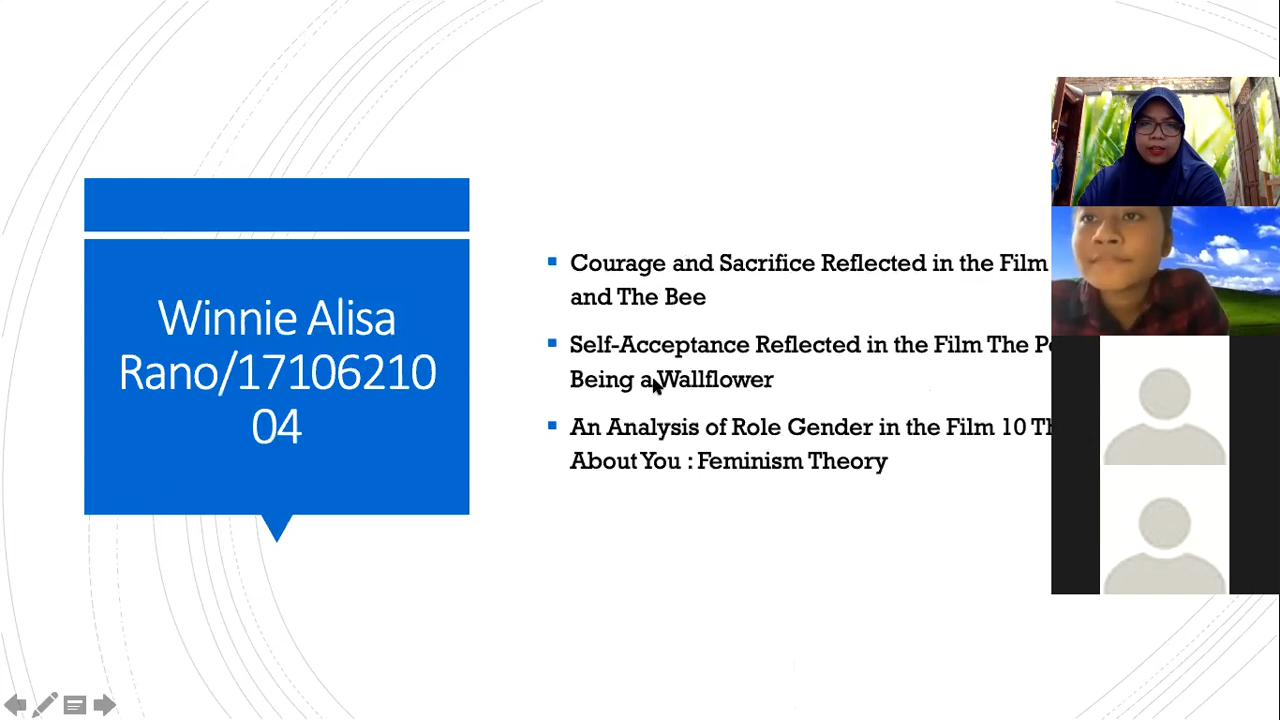 Winnie Alisa
Rano/17106210
04
Courage and Sacrifice Reflected in the Film
and The Bee
Self-Acceptance Reflected in the Film The
Being a Wallflower
An Analysis of Role Gender in the Film 10
About You : Feminism Theory